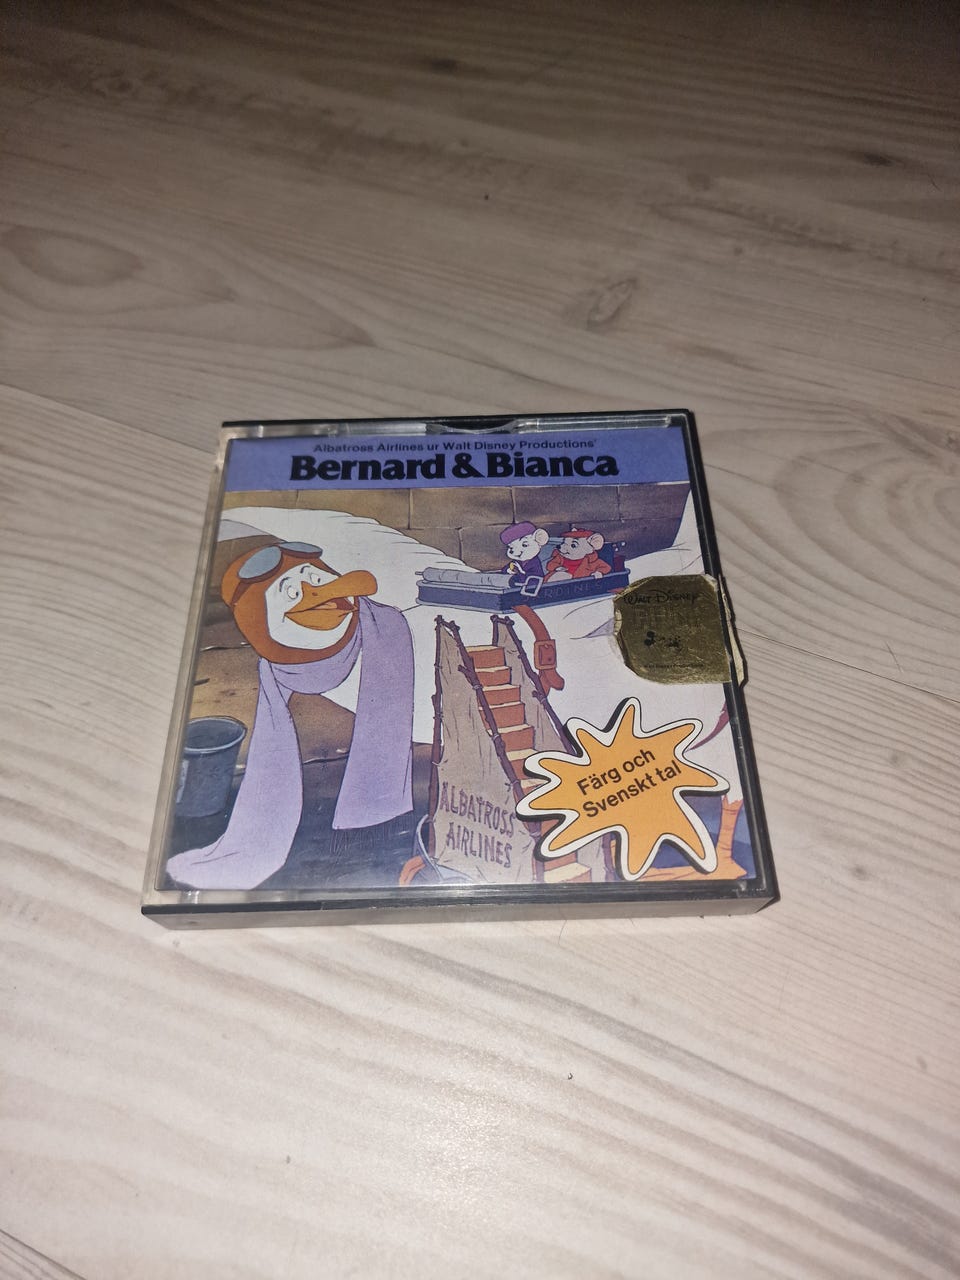 Albatross Airlines ur Walt Disney Productions'
Bernard & Bianca
WALT DISNEY
Färg och
Svenskt tal
ALBATROSS
AIRLINES